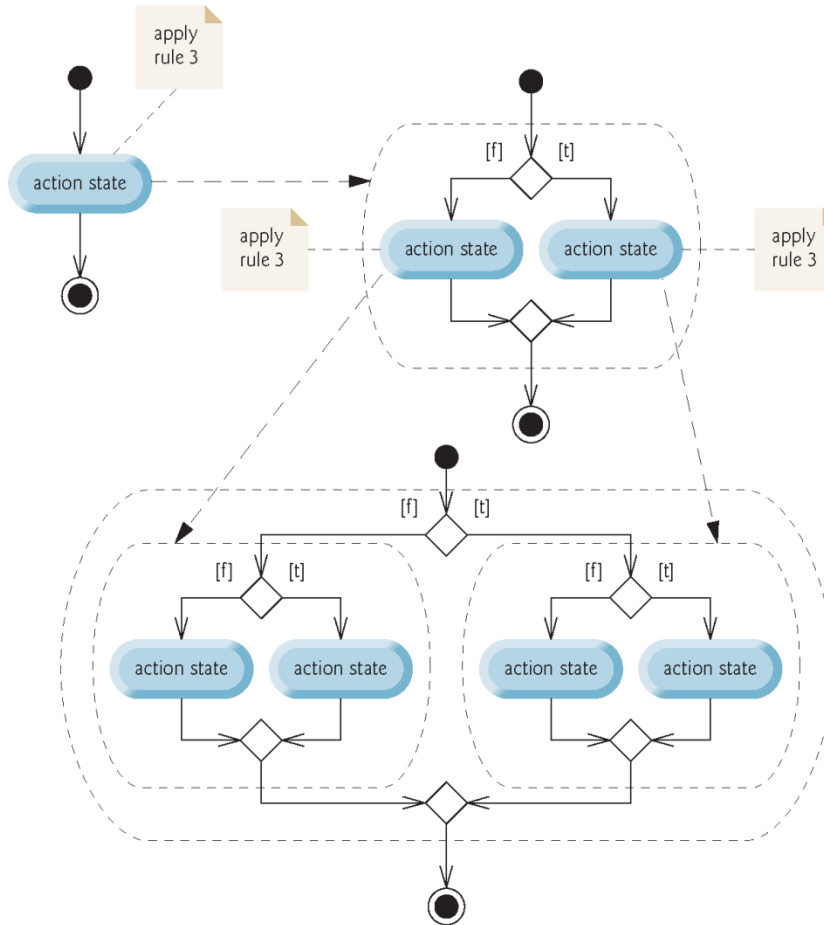 apply
rule 3
action state
[f]
[t]
apply
rule 3
action state
action state
apply
rule 3
[f]
[t]
[f]
[t]
[f]
[t]
action state
action state
action state
action state